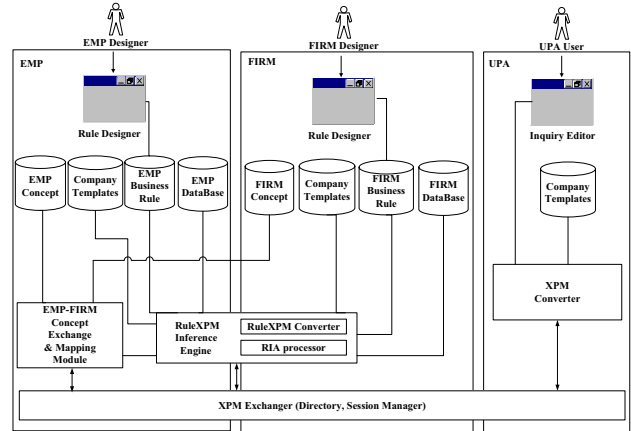 EMP Designer
FIRM Designer
UPA User
EMP
FIRM
UPA
Rule Designer
Rule Designer
Inquiry Editor
EMP
Concept
Company
Templates
EMP
Business
Rule
EMP
DataBase
FIRM
Concept
Company
Templates
FIRM
Business
Rule
FIRM
DataBase
Company
Templates
EMP-FIRM
Concept
Exchange
& Mapping
Module
RuleXPM
Inference
Engine
RuleXPM Converter
RIA processor
XPM
Converter
XPM Exchanger (Directory, Session Manager)